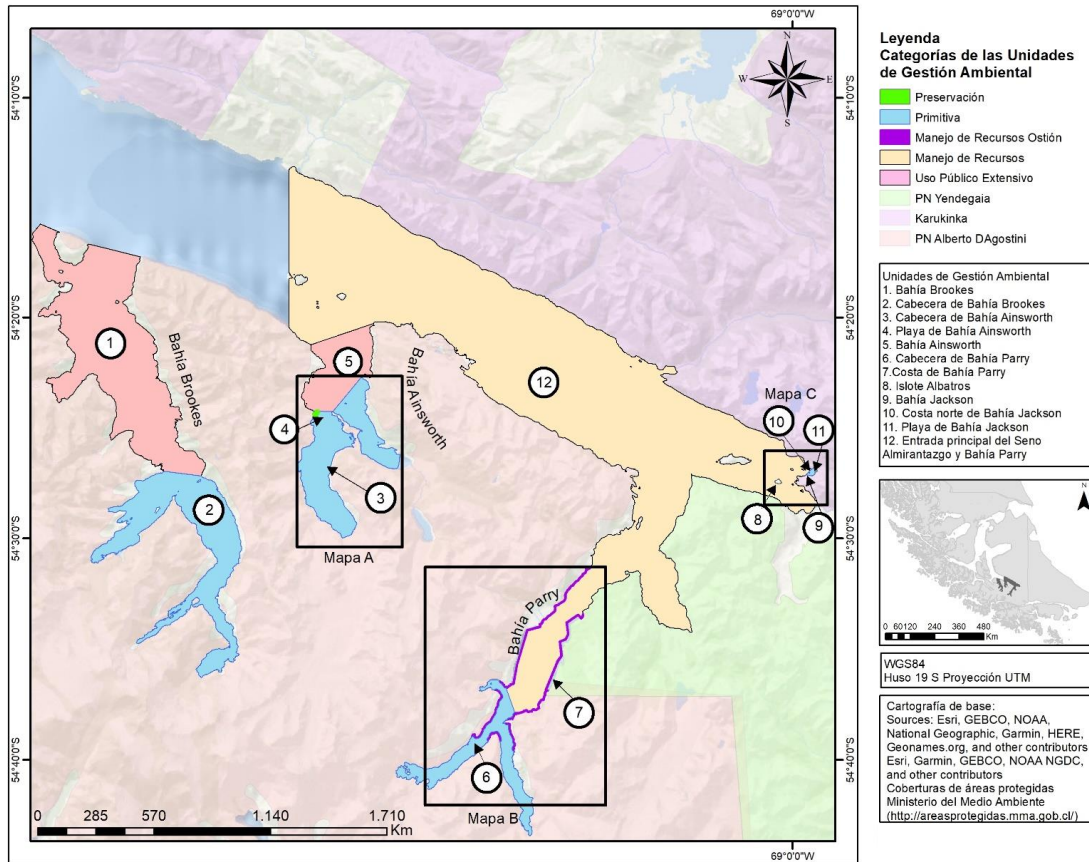 69°0'0"W
54°10'0"S
54°10'0"S
54°20'0"S
54°20'0"S
54°30'0"S
54°30'0"S
54°40'0"S
54°40'0"S
69°0'0"W
N
W
E
S
1
2
3
4
5
6
7
8
9
10
11
12
Bahía Brookes
Bahía Ainsworth
Bahía Parry
Mapa A
Mapa B
Mapa C
0 285 570 1.140 1.710
Km
Leyenda
Categorías de las Unidades
de Gestión Ambiental
Preservación
Primitiva
Manejo de Recursos Ostión
Manejo de Recursos
Uso Público Extensivo
PN Yendegaia
Karukinka
PN Alberto DAgostini
Unidades de Gestión Ambiental
1. Bahía Brookes
2. Cabecera de Bahía Brookes
3. Cabecera de Bahía Ainsworth
4. Playa de Bahía Ainsworth
5. Bahía Ainsworth
6. Cabecera de Bahía Parry
7.Costa de Bahía Parry
8. Islote Albatros
9. Bahía Jackson
10. Costa norte de Bahía Jackson
11. Playa de Bahía Jackson
12. Entrada principal del Seno
Almirantazgo y Bahía Parry
N
0 60 120 240 360 480
Km
WGS84
Huso 19 S Proyección UTM
Cartografía de base:
Sources: Esri, GEBCO, NOAA,
National Geographic, Garmin, HERE,
Geonames.org, and other contributors
Esri, Garmin, GEBCO, NOAA NGDC,
and other contributors
Coberturas de áreas protegidas
Ministerio del Medio Ambiente
(http://areasprotegidas.mma.gob.cl/)